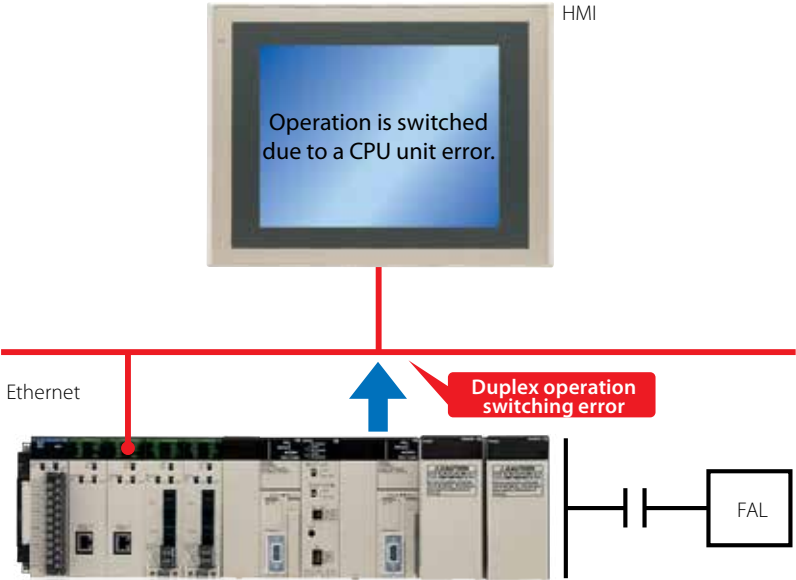 HMI
Operation is switched
due to a CPU unit error.
Ethernet
Duplex operation
switching error
FAL